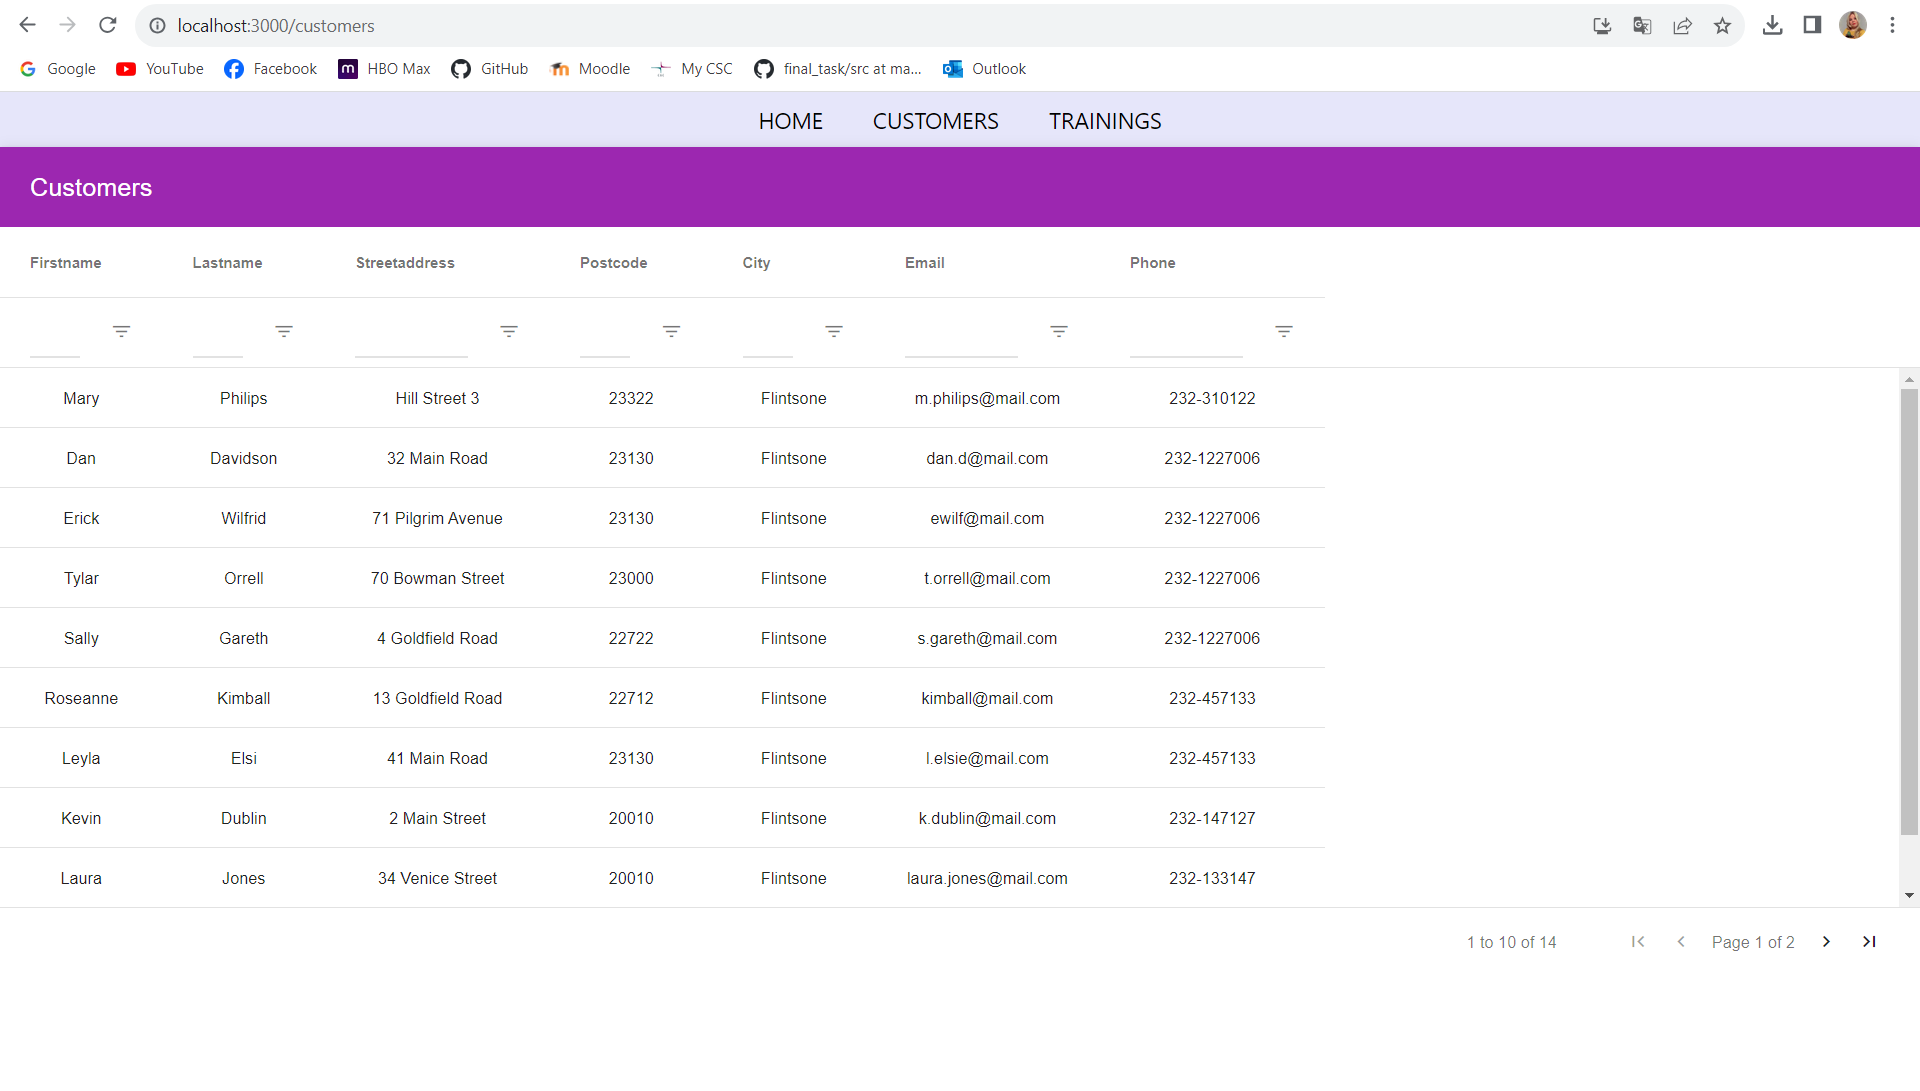 localhost:3000/customers
Google YouTube Facebook m HBO Max GitHub Moodle My CSC final_task/src at ma... Outlook
HOME CUSTOMERS TRAININGS
Customers
Firstname Lastname Streetaddress Postcode City Email Phone
Mary Philips Hill Street 3 23322 Flintsone m.philips@mail.com 232-310122
Dan Davidson 32 Main Road 23130 Flintsone dan.d@mail.com 232-1227006
Erick Wilfrid 71 Pilgrim Avenue 23130 Flintsone ewilf@mail.com 232-1227006
Tylar Orrell 70 Bowman Street 23000 Flintsone t.orrell@mail.com 232-1227006
Sally Gareth 4 Goldfield Road 22722 Flintsone s.gareth@mail.com 232-1227006
Roseanne Kimball 13 Goldfield Road 22712 Flintsone kimball@mail.com 232-457133
Leyla Elsi 41 Main Road 23130 Flintsone l.elsie@mail.com 232-457133
Kevin Dublin 2 Main Street 20010 Flintsone k.dublin@mail.com 232-147127
Laura Jones 34 Venice Street 20010 Flintsone laura.jones@mail.com 232-133147
1 to 10 of 14 Page 1 of 2